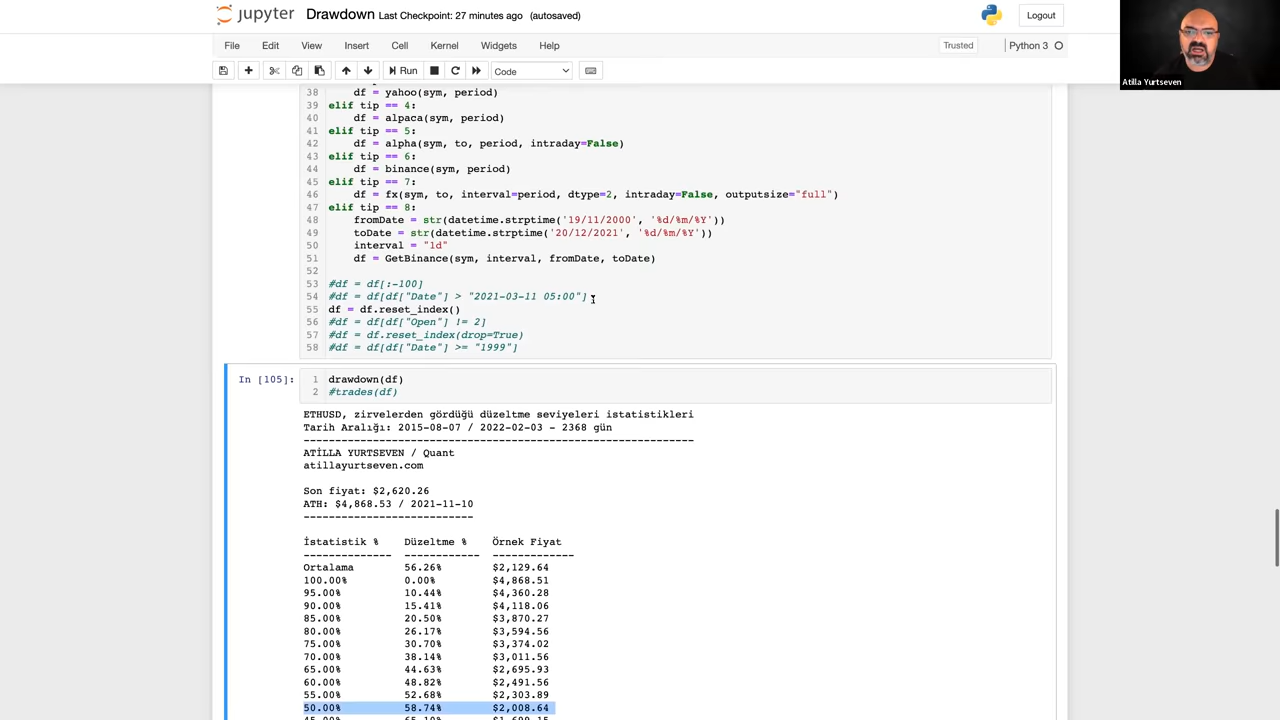 jupyter Drawdown Last Checkpoint: 27 minutes ago (autosaved)
Logout
File Edit View Insert Cell Kernel Widgets Help
Trusted
Python 3
Run
Code
Atilla Yurtseven
38 df = yahoo(sym, period)
39 elif tip == 4:
40 df = alpaca(sym, period)
41 elif tip == 5:
42 df = alpha(sym, to, period, intraday=False)
43 elif tip == 6:
44 df = binance(sym, period)
45 elif tip == 7:
46 df = fx(sym, to, interval=period, dtype=2, intraday=False, outputsize="full")
47 elif tip == 8:
48 fromDate = str(datetime.strptime('19/11/2000', '%d/%m/%Y'))
49 toDate = str(datetime.strptime('20/12/2021', '%d/%m/%Y'))
50 interval = "1d"
51 df = GetBinance(sym, interval, fromDate, toDate)
52
53 #df = df[:-100]
54 #df = df[df["Date"] > "2021-03-11 05:00"]
55 df = df.reset_index()
56 #df = df[df["Open"] != 2]
57 #df = df.reset_index(drop=True)
58 #df = df[df["Date"] >= "1999"]
In [105]:
1 drawdown(df)
2 #trades(df)
ETHUSD, zirvelerden gördüğü düzeltme seviyeleri istatistikleri
Tarih Aralığı: 2015-08-07 / 2022-02-03 - 2368 gün
-------------------------------------------------------------
ATİLLA YURTSEVEN / Quant
atillayurtseven.com
Son fiyat: $2,620.26
ATH: $4,868.53 / 2021-11-10
--------------------------
İstatistik % Düzeltme % Örnek Fiyat
-------------- ------------ -------------
Ortalama 56.26% $2,129.64
100.00% 0.00% $4,868.51
95.00% 10.44% $4,360.28
90.00% 15.41% $4,118.06
85.00% 20.50% $3,870.27
80.00% 26.17% $3,594.56
75.00% 30.70% $3,374.02
70.00% 38.14% $3,011.56
65.00% 44.63% $2,695.93
60.00% 48.82% $2,491.56
55.00% 52.68% $2,303.89
50.00% 58.74% $2,008.64